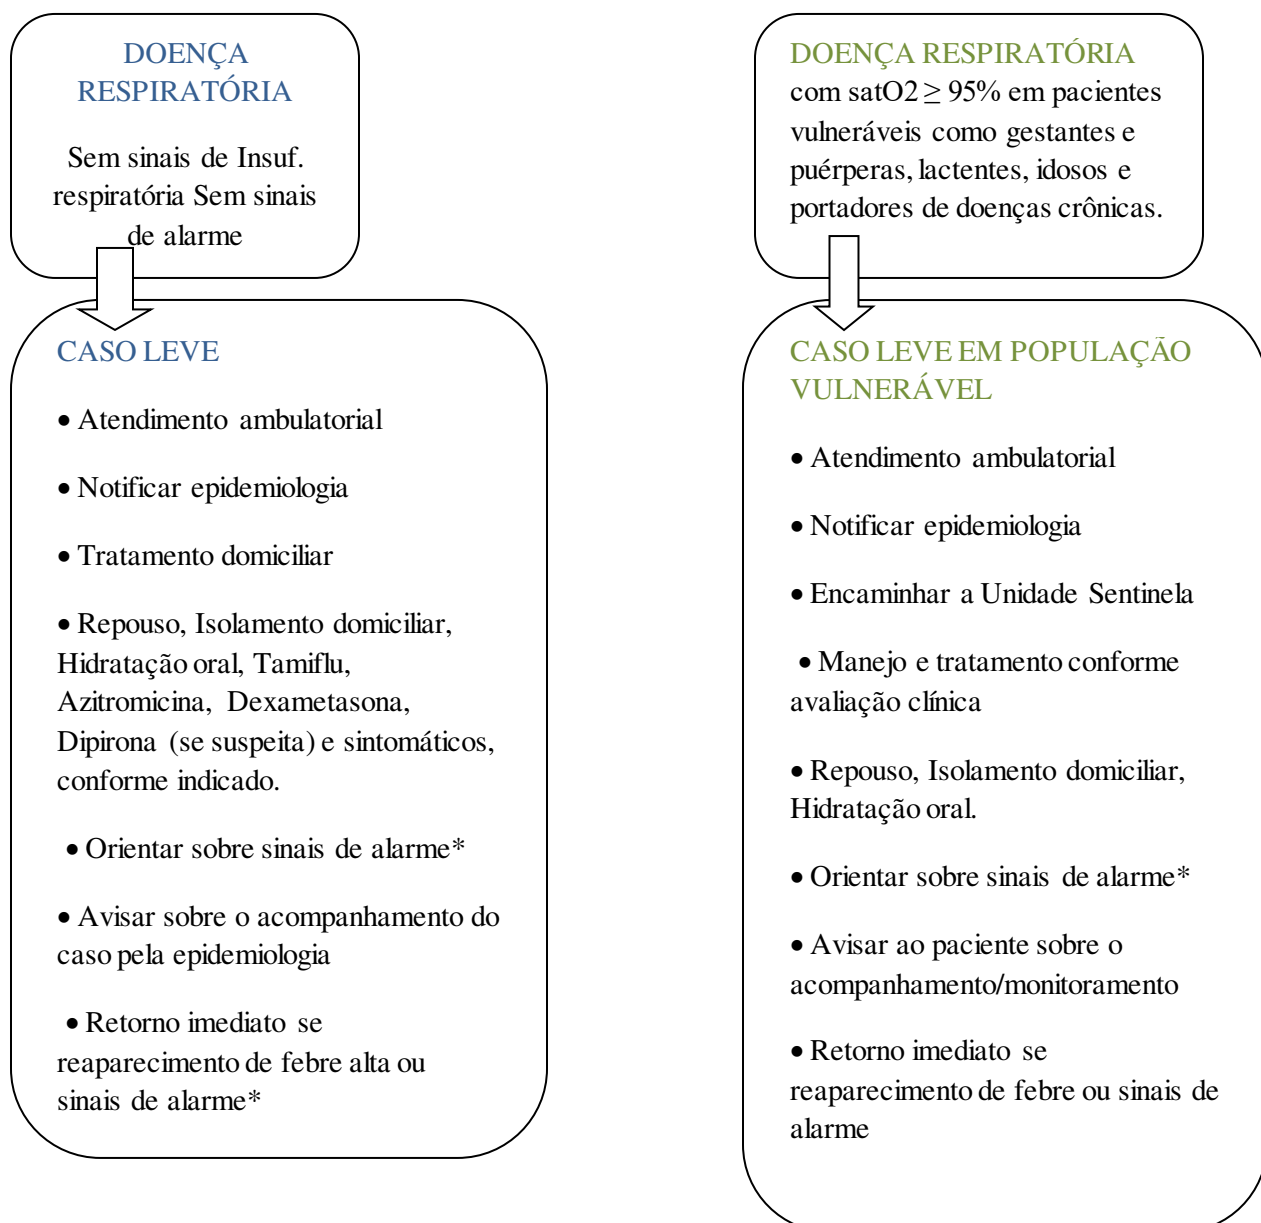 DOENÇA
RESPIRATÓRIA
Sem sinais de Insuf.
respiratória Sem sinais
de alarme
CASO LEVE
• Atendimento ambulatorial
• Notificar epidemiologia
• Tratamento domiciliar
• Repouso, Isolamento domiciliar,
Hidratação oral, Tamiflu,
Azitromicina, Dexametasona,
Dipirona (se suspeita) e sintomáticos,
conforme indicado.
• Orientar sobre sinais de alarme*
• Avisar sobre o acompanhamento do
caso pela epidemiologia
• Retorno imediato se
reaparecimento de febre alta ou
sinais de alarme*
DOENÇA RESPIRATÓRIA
com satO2 ≥ 95% em pacientes
vulneráveis como gestantes e
puérperas, lactentes, idosos e
portadores de doenças crônicas.
CASO LEVE EM POPULAÇÃO
VULNERÁVEL
• Atendimento ambulatorial
• Notificar epidemiologia
• Encaminhar a Unidade Sentinela
• Manejo e tratamento conforme
avaliação clínica
• Repouso, Isolamento domiciliar,
Hidratação oral.
• Orientar sobre sinais de alarme*
• Avisar ao paciente sobre o
acompanhamento/monitoramento
• Retorno imediato se
reaparecimento de febre ou sinais de
alarme